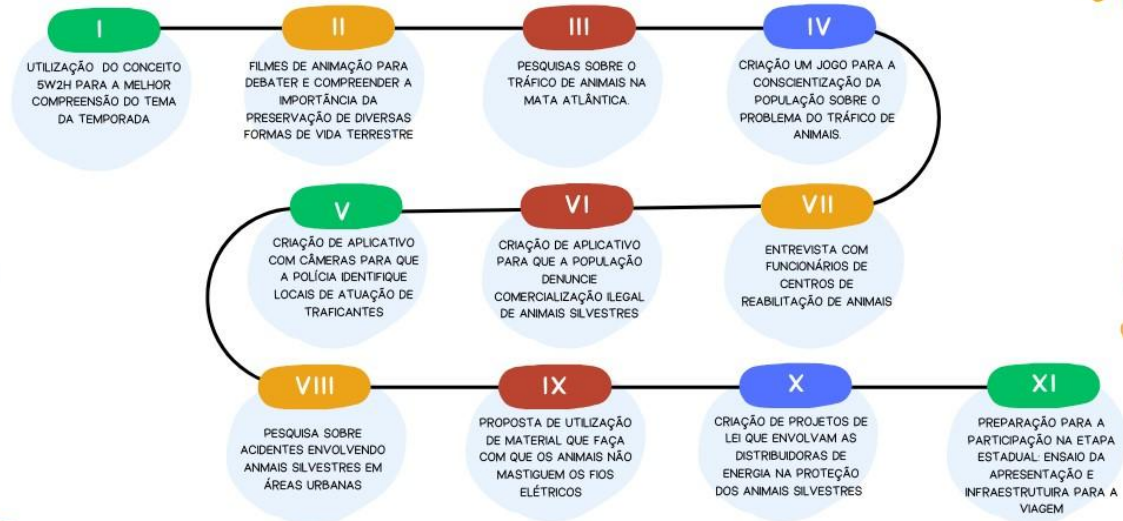 I
UTILIZAÇÃO DO CONCEITO
5W2H PARA A MELHOR
COMPREENSÃO DO TEMA
DA TEMPORADA
II
FILMES DE ANIMAÇÃO PARA
DEBATER E COMPREENDER A
IMPORTÂNCIA DA
PRESERVAÇÃO DE DIVERSAS
FORMAS DE VIDA TERRESTRE
III
PESQUISAS SOBRE O
TRÁFICO DE ANIMAIS NA
MATA ATLÂNTICA.
IV
CRIAÇÃO UM JOGO PARA A
CONSCIENTIZAÇÃO DA
POPULAÇÃO SOBRE O
PROBLEMA DO TRÁFICO DE
ANIMAIS.
V
CRIAÇÃO DE APLICATIVO
COM CÂMERAS PARA QUE
A POLÍCIA IDENTIFIQUE
LOCAIS DE ATUAÇÃO DE
TRAFICANTES
VI
CRIAÇÃO DE APLICATIVO
PARA QUE A POPULAÇÃO
DENUNCIE
COMERCIALIZAÇÃO ILEGAL
DE ANIMAIS SILVESTRES
VII
ENTREVISTA COM
FUNCIONÁRIOS DE
CENTROS DE
REABILITAÇÃO DE ANIMAIS
VIII
PESQUISA SOBRE
ACIDENTES ENVOLVENDO
ANMAIS SILVESTRES EM
ÁREAS URBANAS
IX
PROPOSTA DE UTILIZAÇÃO
DE MATERIAL QUE FAÇA
COM QUE OS ANIMAIS NÃO
MASTIGUEM OS FIOS
ELÉTRICOS
X
CRIAÇÃO DE PROJETOS DE
LEI QUE ENVOLVAM AS
DISTRIBUIDORAS DE
ENERGIA NA PROTEÇÃO
DOS ANIMAIS SILVESTRES
XI
PREPARAÇÃO PARA A
PARTICIPAÇÃO NA ETAPA
ESTADUAL: ENSAIO DA
APRESENTAÇÃO E
INFRAESTRUTUIRA PARA A
VIAGEM